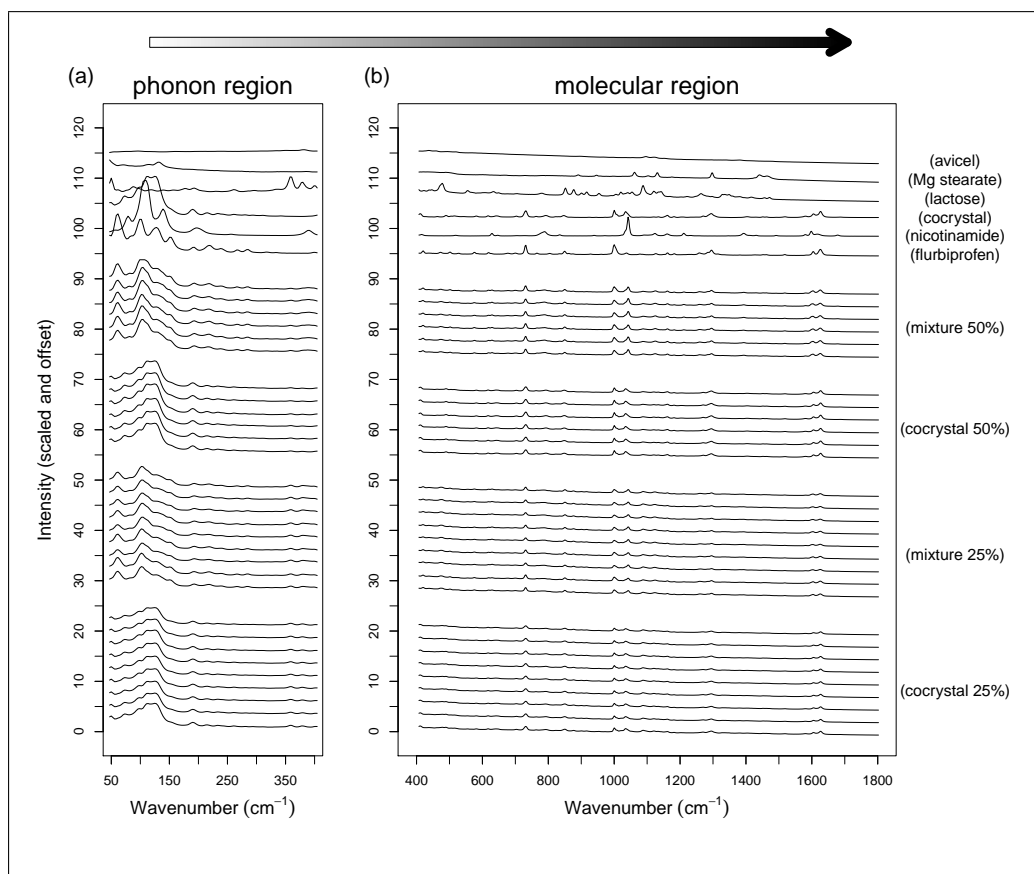 (a)
phonon region
(b)
molecular region
Intensity (scaled and offset)
120
110
100
90
80
70
60
50
40
30
20
10
0
50
150
250
350
Wavenumber (cm−1)
120
110
100
90
80
70
60
50
40
30
20
10
0
400
600
800
1000
1200
1400
1600
1800
Wavenumber (cm−1)
(avicel)
(Mg stearate)
(lactose)
(cocrystal)
(nicotinamide)
(flurbiprofen)
(mixture 50%)
(cocrystal 50%)
(mixture 25%)
(cocrystal 25%)